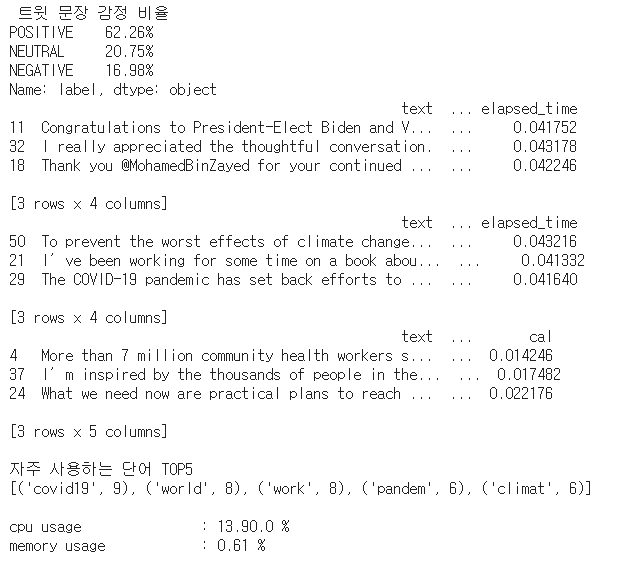 트윗 문장 감정 비율
POSITIVE 62.26%
NEUTRAL 20.75%
NEGATIVE 16.98%
Name: label, dtype: object
text ... elapsed_time
11 Congratulations to President-Elect Biden and V... ... 0.041752
32 I really appreciated the thoughtful conversation. ... 0.043178
18 Thank you @MohamedBinZayed for your continued ... ... 0.042246
[3 rows x 4 columns]
text ... elapsed_time
50 To prevent the worst effects of climate change... ... 0.043216
21 I’ve been working for some time on a book abou... ... 0.041332
29 The COVID-19 pandemic has set back efforts to ... ... 0.041640
[3 rows x 4 columns]
text ... cal
4 More than 7 million community health workers s... ... 0.014246
37 I’m inspired by the thousands of people in the... ... 0.017482
24 What we need now are practical plans to reach ... ... 0.022176
[3 rows x 5 columns]
자주 사용하는 단어 TOP5
[('covid19', 9), ('world', 8), ('work', 8), ('pandem', 6), ('climat', 6)]
cpu usage : 13.90.0 %
memory usage : 0.61 %